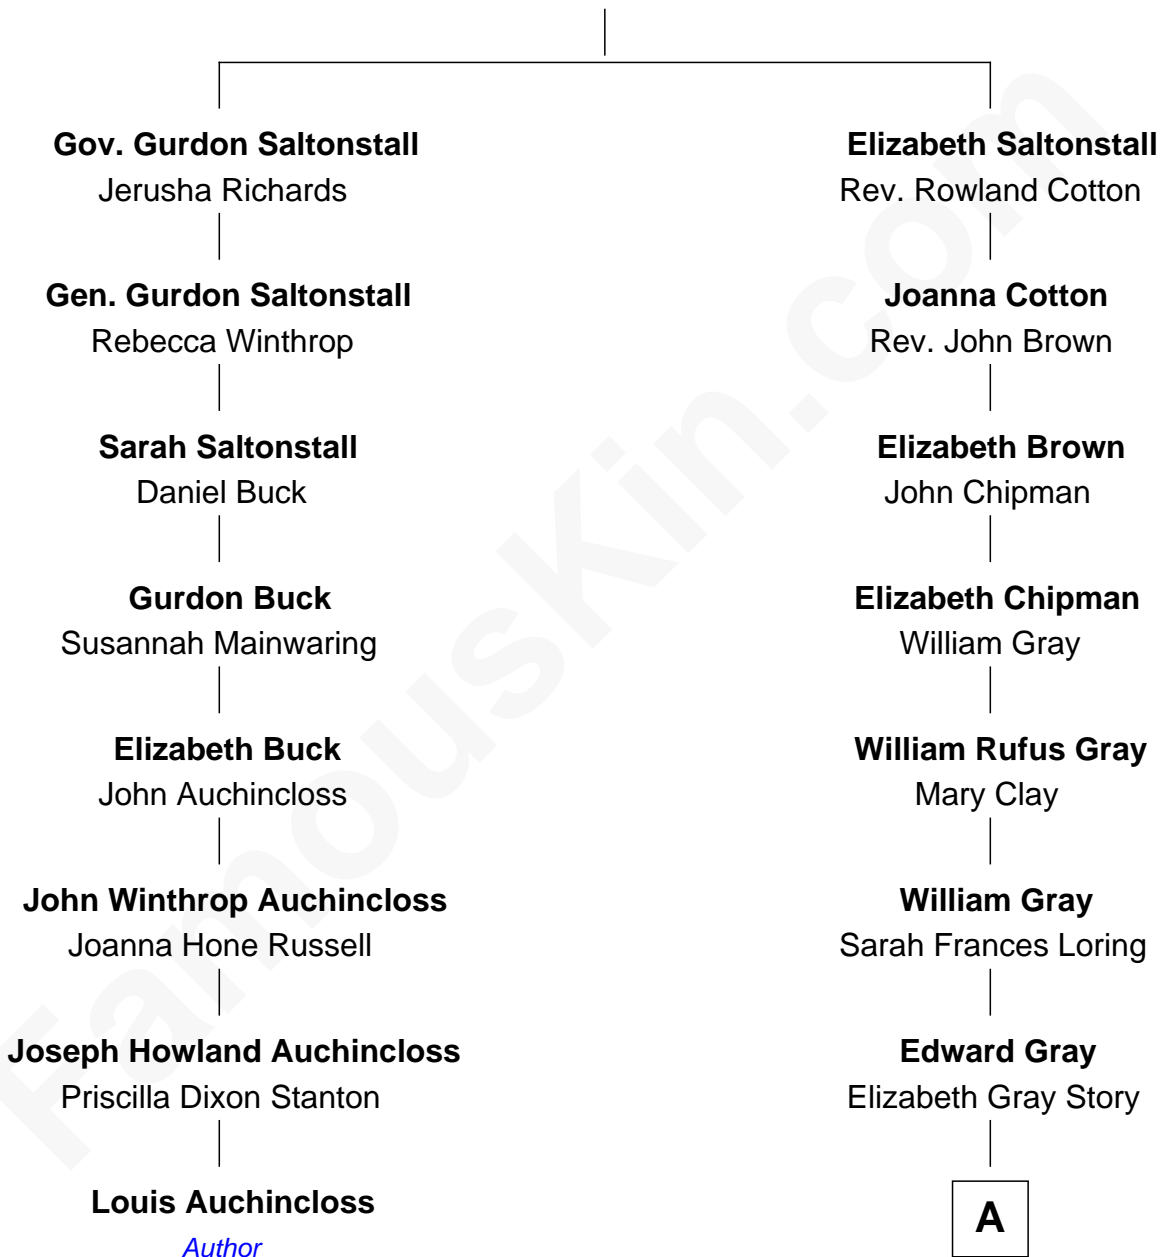 Gov. Gurdon Saltonstall
Jerusha Richards
Gen. Gurdon Saltonstall
Rebecca Winthrop
Sarah Saltonstall
Daniel Buck
Gurdon Buck
Susannah Mainwaring
Elizabeth Buck
John Auchincloss
John Winthrop Auchincloss
Joanna Hone Russell
Joseph Howland Auchincloss
Priscilla Dixon Stanton
Louis Auchincloss
Author
Elizabeth Saltonstall
Rev. Rowland Cotton
Joanna Cotton
Rev. John Brown
Elizabeth Brown
John Chipman
Elizabeth Chipman
William Gray
William Rufus Gray
Mary Clay
William Gray
Sarah Frances Loring
Edward Gray
Elizabeth Gray Story
A
FamousKin.com